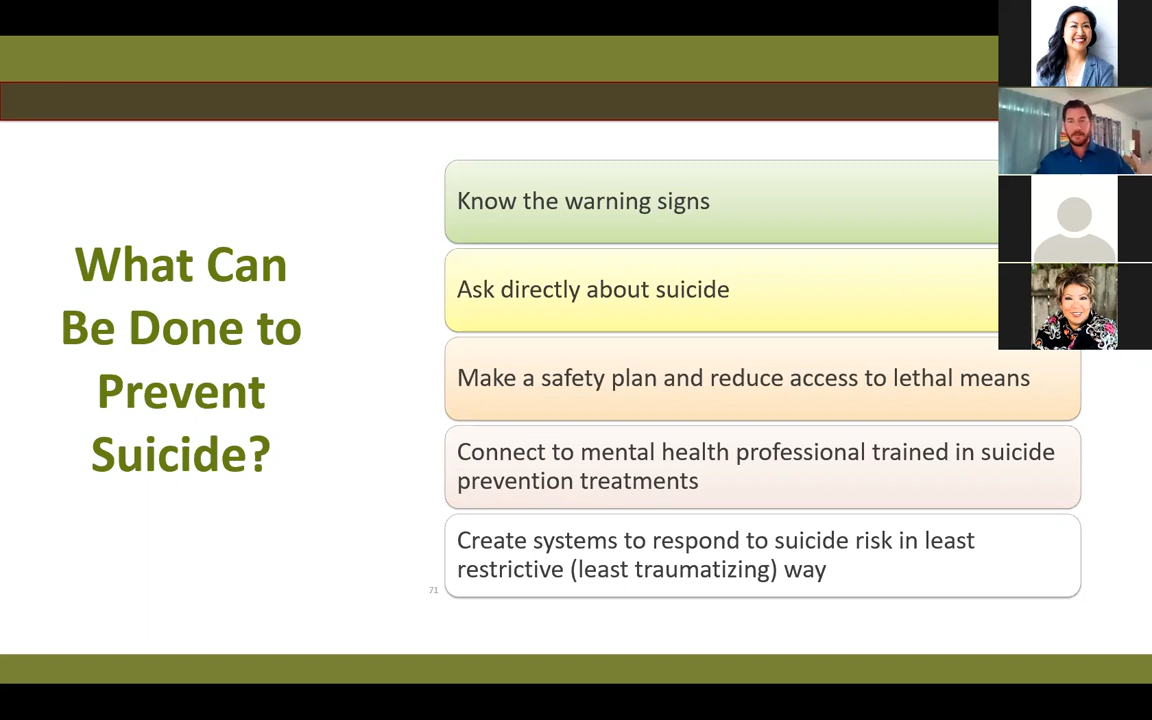 What Can
Be Done to
Prevent
Suicide?
Know the warning signs
Ask directly about suicide
Make a safety plan and reduce access to lethal means
Connect to mental health professional trained in suicide
prevention treatments
Create systems to respond to suicide risk in least
restrictive (least traumatizing) way
71